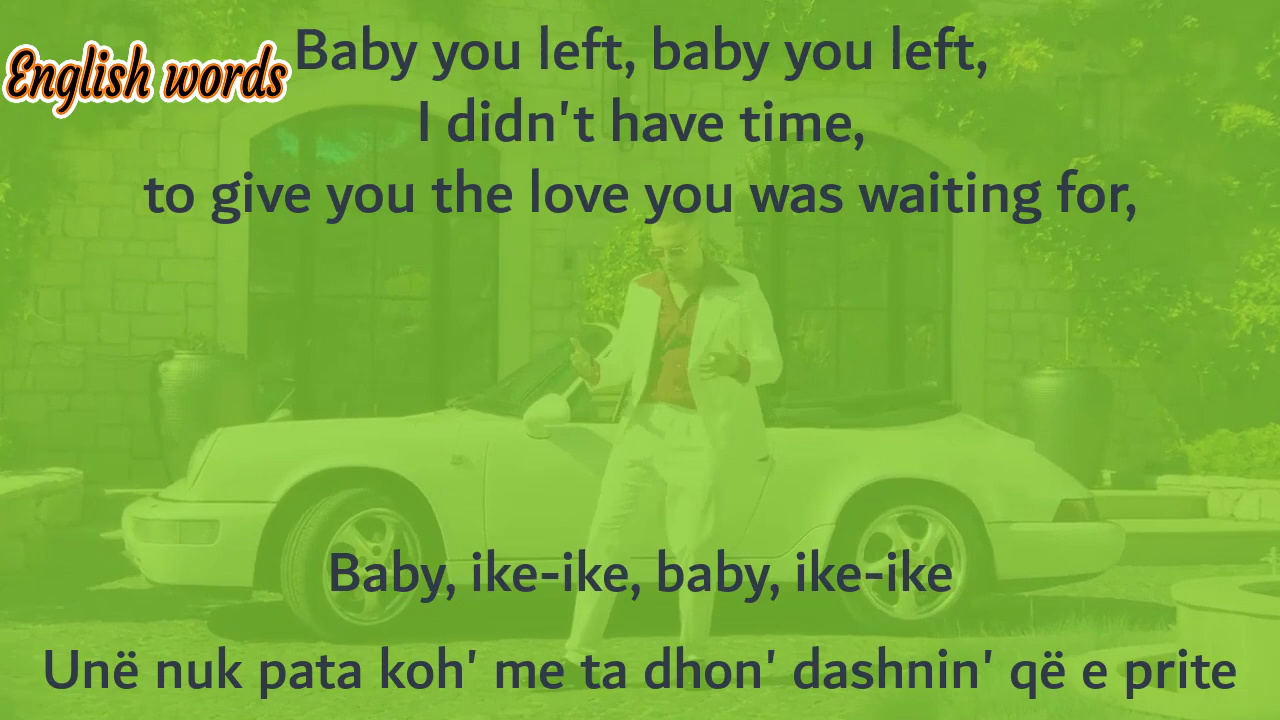 English words
Baby you left, baby you left,
I didn't have time,
to give you the love you was waiting for,
Baby, ike-ike, baby, ike-ike
Unë nuk pata koh' me ta dhon' dashnin' që e prite